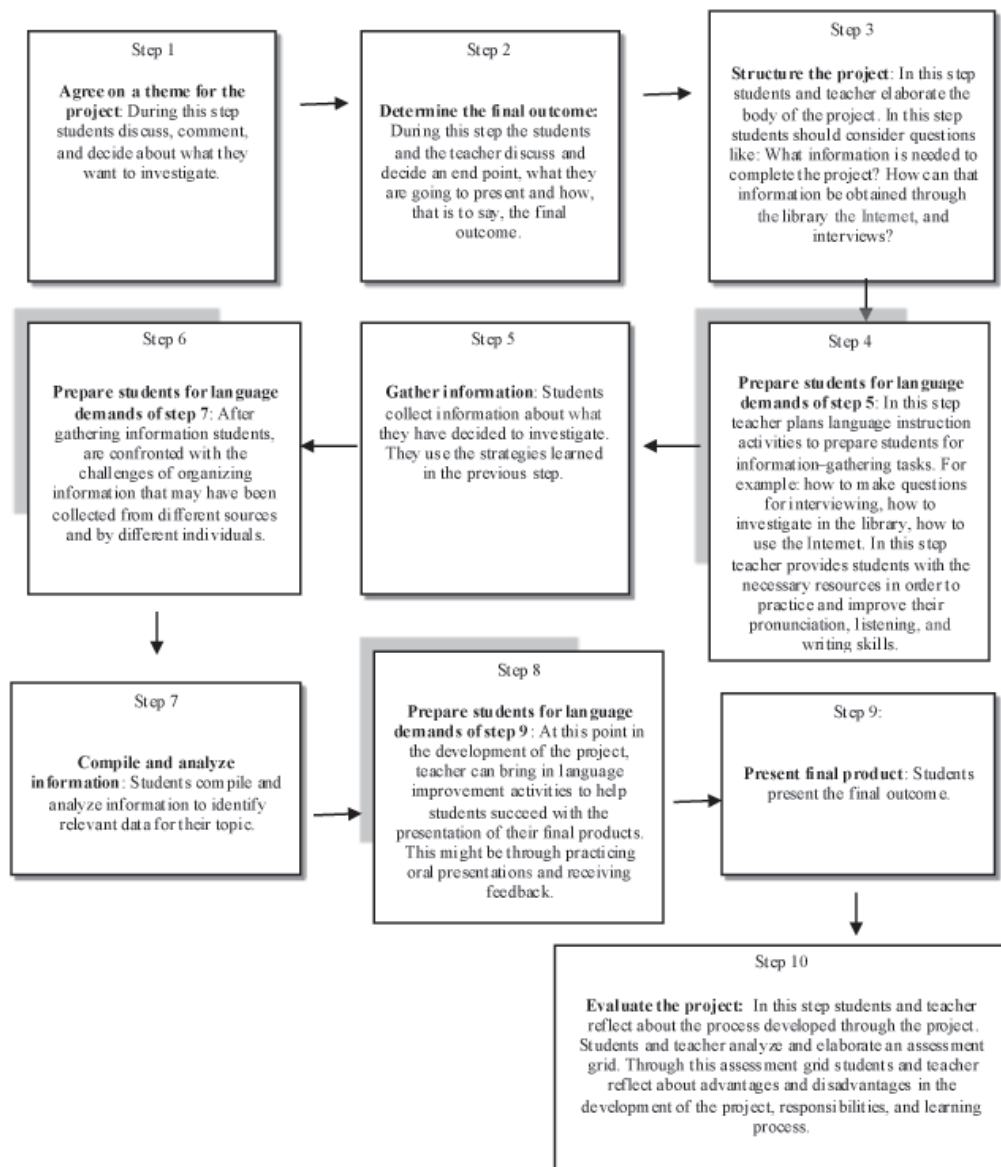 Step 1
Agree on a theme for the
project: During this step
students discuss, comment,
and decide about what they
want to investigate.
Step 2
Determine the final outcome:
During this step the students
and the teacher discuss and
decide an end point, what they
are going to present and how,
that is to say, the final
outcome.
Step 3
Structure the project: In this step
students and teacher elaborate the
body of the project. In this step
students should consider questions
like: What information is needed to
complete the project? How can that
information be obtained through
the library the Internet, and
interviews?
Step 4
Prepare students for language
demands of step 5: In this step
teacher plans language instruction
activities to prepare students for
information–gathering tasks. For
example: how to make questions
for interviewing, how to
investigate in the library, how to
use the Internet. In this step
teacher provides students with the
necessary resources in order to
practice and improve their
pronunciation, listening, and
writing skills.
Step 5
Gather information: Students
collect information about what
they have decided to investigate.
They use the strategies learned
in the previous step.
Step 6
Prepare students for language
demands of step 7: After
gathering information students,
are confronted with the
challenges of organizing
information that may have been
collected from different sources
and by different individuals.
Step 7
Compile and analyze
information: Students compile and
analyze information to identify
relevant data for their topic.
Step 8
Prepare students for language
demands of step 9: At this point
in the development of the project,
teacher can bring in language
improvement activities to help
students succeed with the
presentation of their final products.
This might be through practicing
oral presentations and receiving
feedback.
Step 9:
Present final product: Students
present the final outcome.
Step 10
Evaluate the project: In this step students and teacher
reflect about the process developed through the project.
Students and teacher analyze and elaborate an assessment
grid. Through this assessment grid students and teacher
reflect about advantages and disadvantages in the
development of the project, responsibilities, and learning
process.